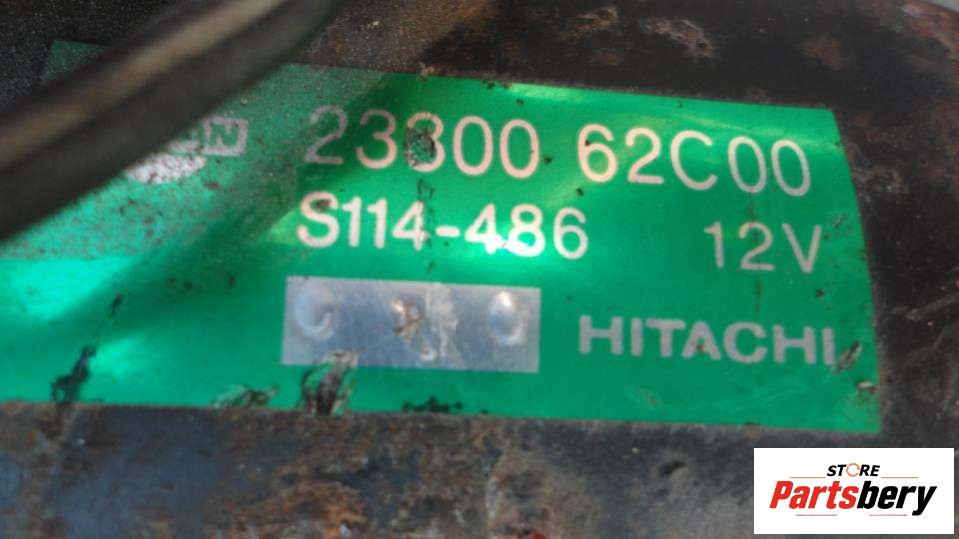 23300 62C00
S114-486 12V
HITACHI
STORE
Partsbery